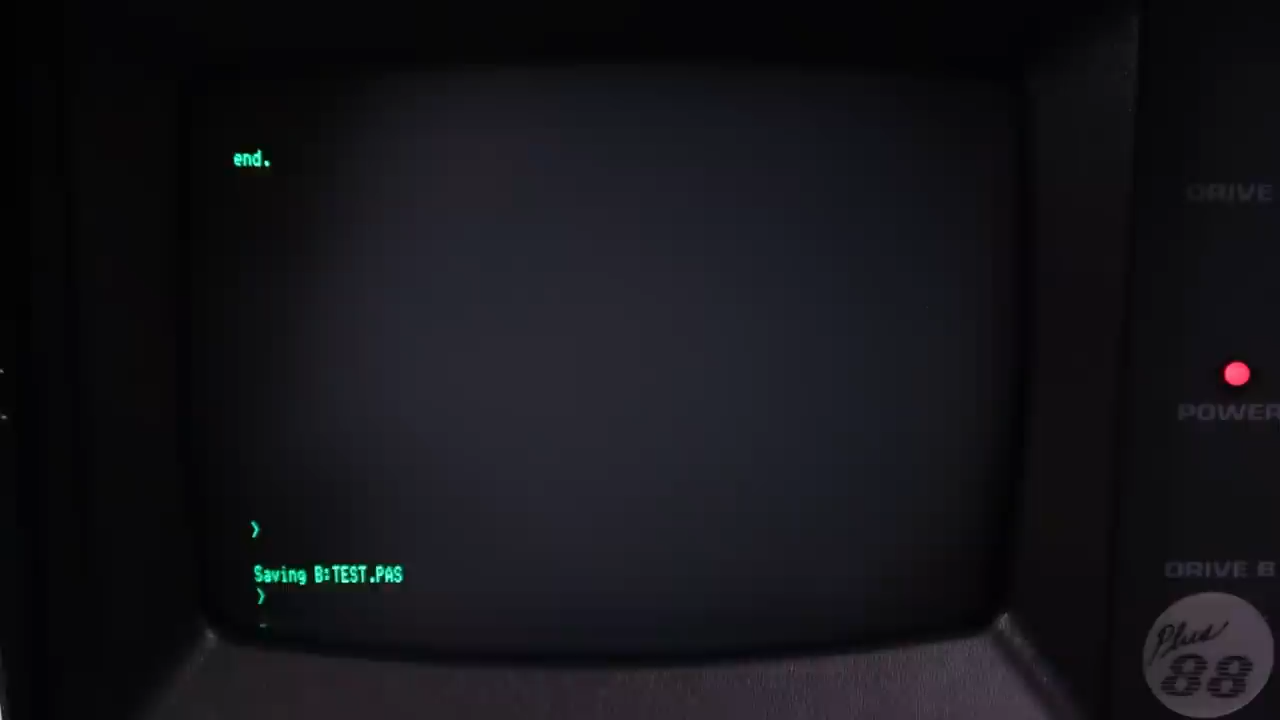 end.
DRIVE
>
POWER
Saving B:TEST.PAS
>
DRIVE B
Plus
88